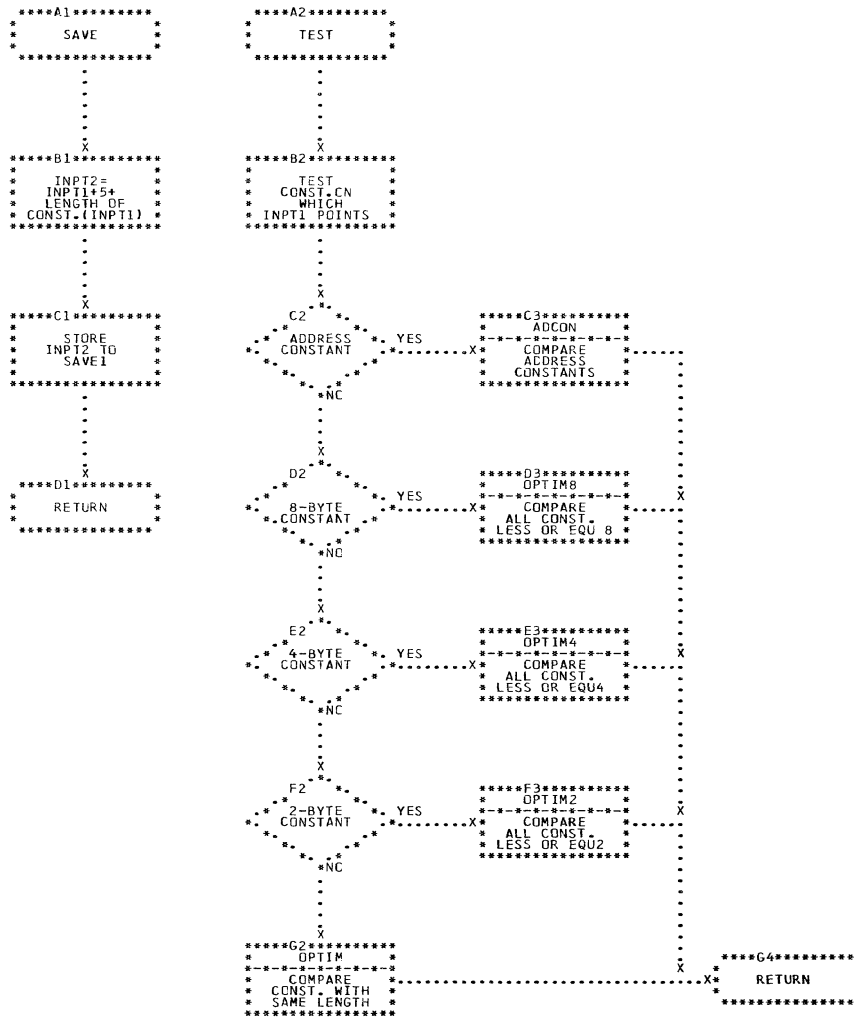 A1
SAVE
A2
TEST
B1
INPT2=
INPT1+5+
LENGTH OF
CONST.(INPT1)
B2
TEST
CONST.CN
WHICH
INPT1 POINTS
C1
STORE
INPT2 TO
SAVE1
C2
ADDRESS
CONSTANT
YES
NC
C3
ADCON
COMPARE
ADDRESS
CONSTANTS
D1
RETURN
D2
8-BYTE
CONSTANT
YES
NO
D3
OPTIM8
COMPARE
ALL CONST.
LESS OR EQU 8
E2
4-BYTE
CONSTANT
YES
NC
E3
OPTIM4
COMPARE
ALL CONST.
LESS OR EQU4
F2
2-BYTE
CONSTANT
YES
NC
F3
OPTIM2
COMPARE
ALL CONST.
LESS OR EQU2
G2
OPTIM
COMPARE
CONST. WITH
SAME LENGTH
G4
RETURN